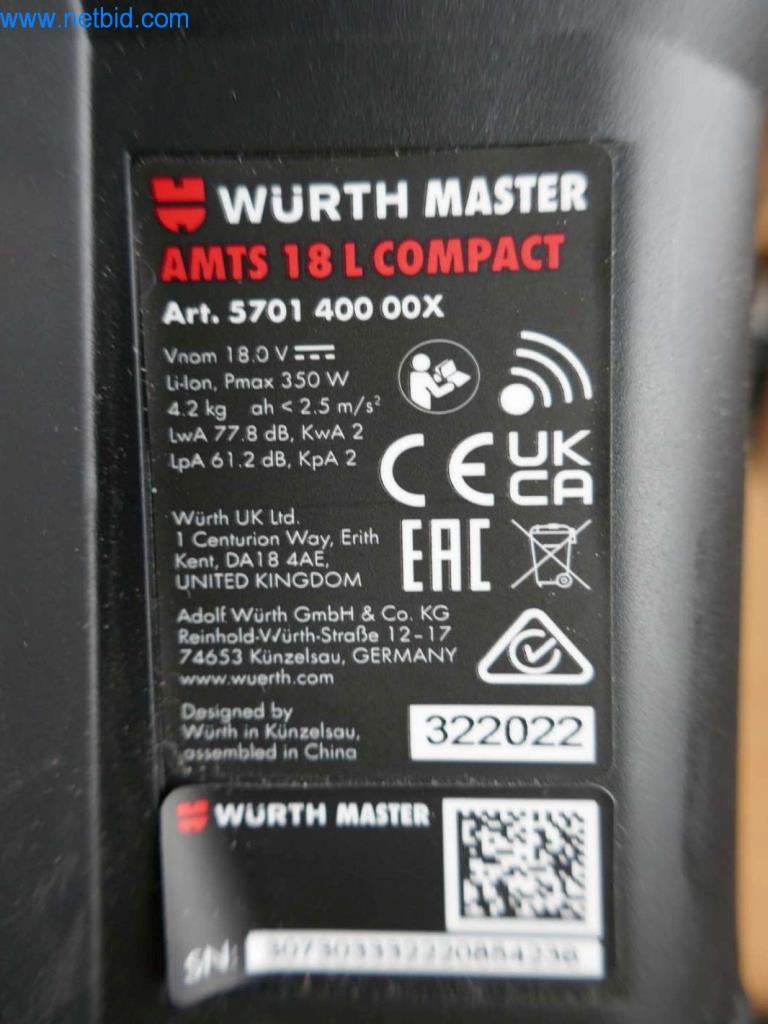 www.netbid.com
WÜRTH MASTER
AMTS 18 L COMPACT
Art. 5701 400 00X
Vnom 18.0 V
Li-Ion, Pmax 350 W
4.2 kg ah < 2.5 m/s²
LwA 77.8 dB, KwA 2
LpA 61.2 dB, KpA 2
CE
UK
CA
EAC
Würth UK Ltd.
1 Centurion Way, Erith
Kent, DA18 4AE,
UNITED KINGDOM
Adolf Würth GmbH & Co. KG
Reinhold-Würth-Straße 12-17
74653 Künzelsau, GERMANY
www.wuerth.com
Designed by
Würth in Künzelsau,
assembled in China
322022
WÜRTH MASTER
SN: